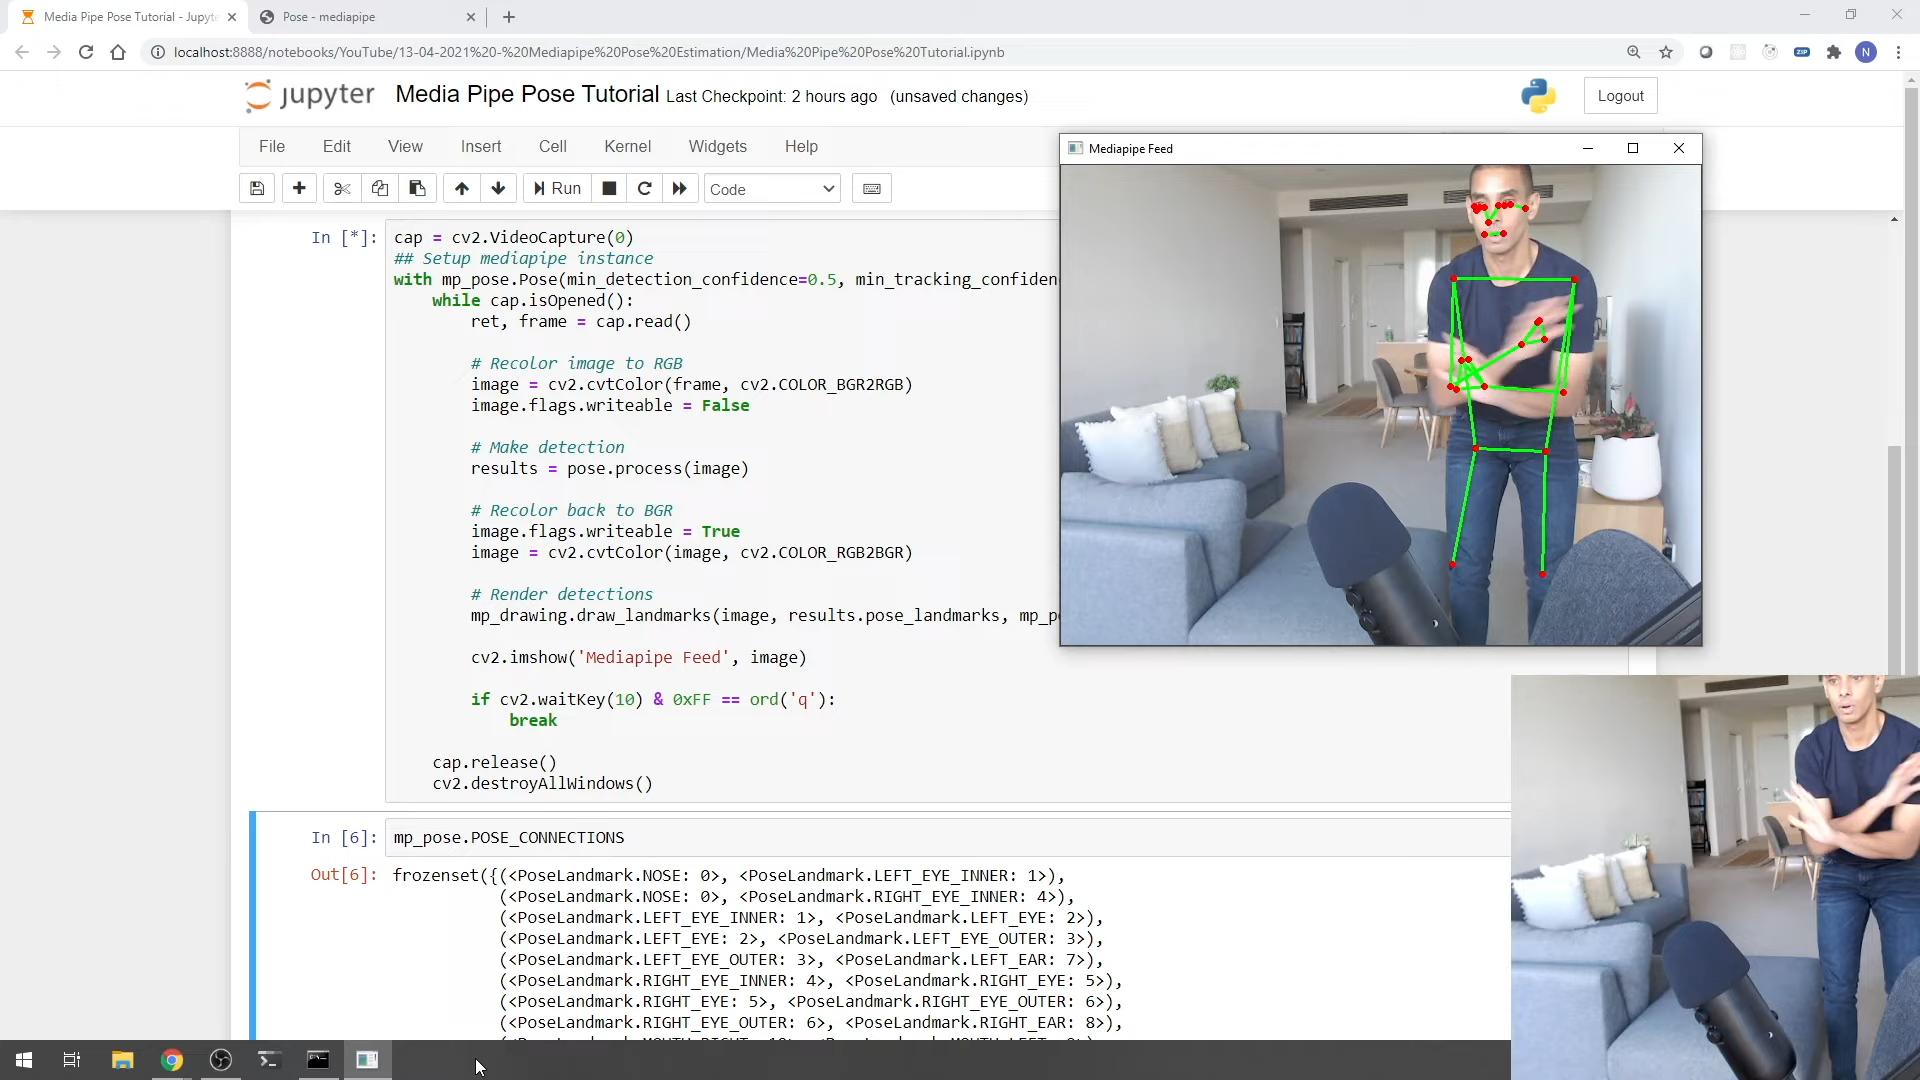 Media Pipe Pose Tutorial - Jupyte
Pose - mediapipe
localhost:8888/notebooks/YouTube/13-04-2021%20-%20Mediapipe%20Pose%20Estimation/Media%20Pipe%20Pose%20Tutorial.ipynb
ZIP
N
jupyter Media Pipe Pose Tutorial Last Checkpoint: 2 hours ago (unsaved changes)
Logout
File Edit View Insert Cell Kernel Widgets Help
Run
Code
Mediapipe Feed
In [*]: cap = cv2.VideoCapture(0)
## Setup mediapipe instance
with mp_pose.Pose(min_detection_confidence=0.5, min_tracking_confiden
while cap.isOpened():
ret, frame = cap.read()
# Recolor image to RGB
image = cv2.cvtColor(frame, cv2.COLOR_BGR2RGB)
image.flags.writeable = False
# Make detection
results = pose.process(image)
# Recolor back to BGR
image.flags.writeable = True
image = cv2.cvtColor(image, cv2.COLOR_RGB2BGR)
# Render detections
mp_drawing.draw_landmarks(image, results.pose_landmarks, mp_po
cv2.imshow('Mediapipe Feed', image)
if cv2.waitKey(10) & 0xFF == ord('q'):
break
cap.release()
cv2.destroyAllWindows()
In [6]: mp_pose.POSE_CONNECTIONS
Out[6]: frozenset({(<PoseLandmark.NOSE: 0>, <PoseLandmark.LEFT_EYE_INNER: 1>),
(<PoseLandmark.NOSE: 0>, <PoseLandmark.RIGHT_EYE_INNER: 4>),
(<PoseLandmark.LEFT_EYE_INNER: 1>, <PoseLandmark.LEFT_EYE: 2>),
(<PoseLandmark.LEFT_EYE: 2>, <PoseLandmark.LEFT_EYE_OUTER: 3>),
(<PoseLandmark.LEFT_EYE_OUTER: 3>, <PoseLandmark.LEFT_EAR: 7>),
(<PoseLandmark.RIGHT_EYE_INNER: 4>, <PoseLandmark.RIGHT_EYE: 5>),
(<PoseLandmark.RIGHT_EYE: 5>, <PoseLandmark.RIGHT_EYE_OUTER: 6>),
(<PoseLandmark.RIGHT_EYE_OUTER: 6>, <PoseLandmark.RIGHT_EAR: 8>),